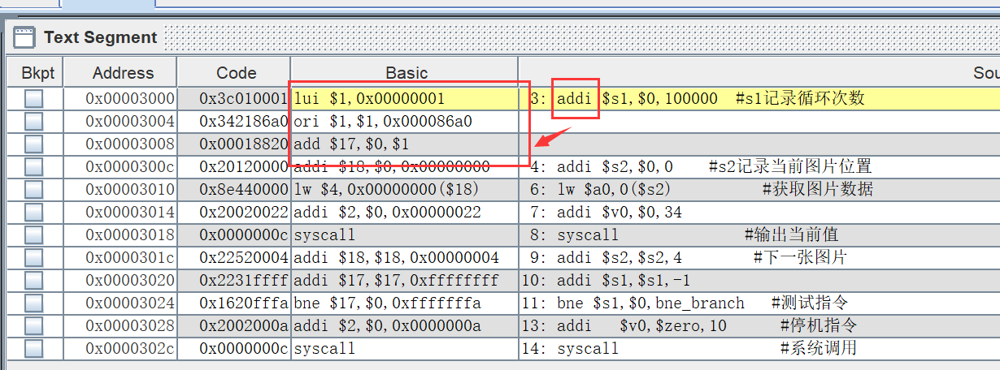 Text Segment
Bkpt Address Code Basic Sou
0x00003000 0x3c010001 lui $1,0x00000001 3: addi $s1,$0,100000 #s1记录循环次数
0x00003004 0x342186a0 ori $1,$1,0x000086a0
0x00003008 0x00018820 add $17,$0,$1
0x0000300c 0x20120000 addi $18,$0,0x00000000 4: addi $s2,$0,0 #s2记录当前图片位置
0x00003010 0x8e440000 lw $4,0x00000000($18) 6: lw $a0,0($s2) #获取图片数据
0x00003014 0x20020022 addi $2,$0,0x00000022 7: addi $v0,$0,34
0x00003018 0x0000000c syscall 8: syscall #输出当前值
0x0000301c 0x22520004 addi $18,$18,0x00000004 9: addi $s2,$s2,4 #下一张图片
0x00003020 0x2231ffff addi $17,$17,0xffffffff 10: addi $s1,$s1,-1
0x00003024 0x1620fffa bne $17,$0,0xfffffffa 11: bne $s1,$0,bne_branch #测试指令
0x00003028 0x2002000a addi $2,$0,0x0000000a 13: addi $v0,$zero,10 #停机指令
0x0000302c 0x0000000c syscall 14: syscall #系统调用